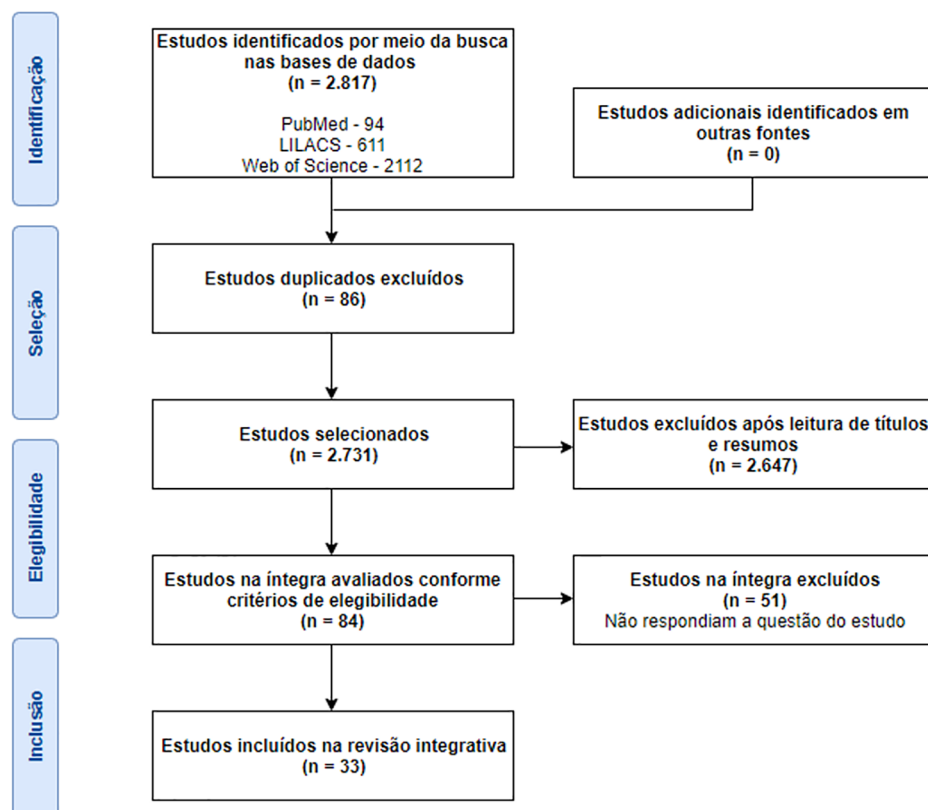 Identificação
Estudos identificados por meio da busca
nas bases de dados
(n = 2.817)
PubMed - 94
LILACS - 611
Web of Science - 2112
Estudos adicionais identificados em
outras fontes
(n = 0)
Seleção
Estudos duplicados excluídos
(n = 86)
Estudos selecionados
(n = 2.731)
Estudos excluídos após leitura de títulos
e resumos
(n = 2.647)
Elegibilidade
Estudos na íntegra avaliados conforme
critérios de elegibilidade
(n = 84)
Estudos na íntegra excluídos
(n = 51)
Não respondiam a questão do estudo
Inclusão
Estudos incluídos na revisão integrativa
(n = 33)